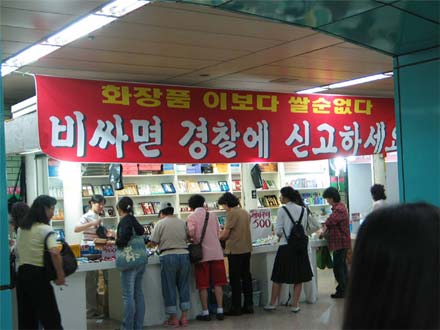 화장품 이보다 쌀순없다
비싸면 경찰에 신고하세요
500